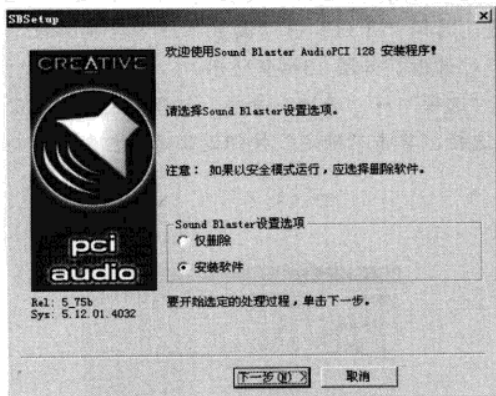 SBSetup
CREATIVE
欢迎使用Sound Blaster AudioPCI 128 安装程序!
请选择Sound Blaster设置选项。
注意： 如果以安全模式运行，应选择删除软件。
Sound Blaster设置选项
仅删除
安装软件
pci
audio
Rel: 5_75b
Sys: 5.12.01.4032
要开始选定的处理过程，单击下一步。
下一步(N) >
取消